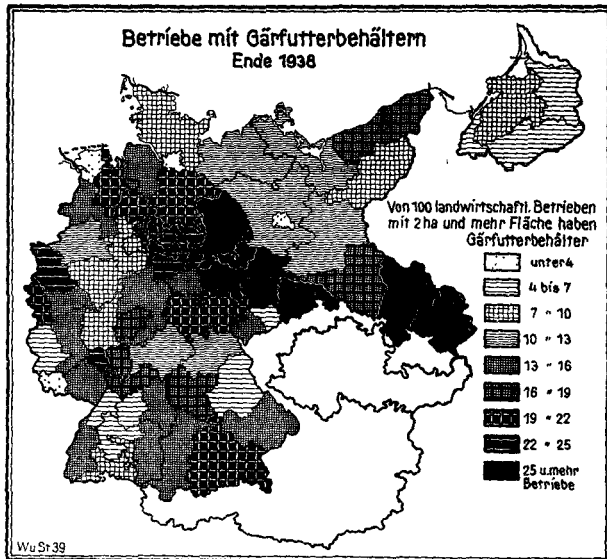 Betriebe mit Gärfutterbehältern
Ende 1938
Von 100 landwirtschaftl. Betrieben
mit 2 ha und mehr Fläche haben
Gärfutterbehälter
unter 4
4 bis 7
7 " 10
10 " 13
13 " 16
16 " 19
19 " 22
22 " 25
25 u. mehr
Betriebe
W u St 39